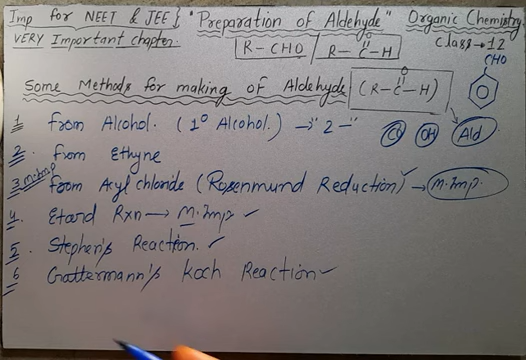 Imp for NEET & JEE} "Preparation of Aldehyde" Organic Chemistry
VERY Important chapter. R-CHO / R-C-H O Class → 12
CHO
Some Methods for making of Aldehyde (R-C-H) O
1 from Alcohol. (1° Alcohol.) → "2-" OH Ald
2. from Ethyne
3 M.Imp from Acyl chloride (Rosenmund Reduction) ✓ → M.Imp.
4. Etard Rxn → M.Imp ✓
5. Stephen's Reaction. ✓
6 Gattermann's Koch Reaction ✓